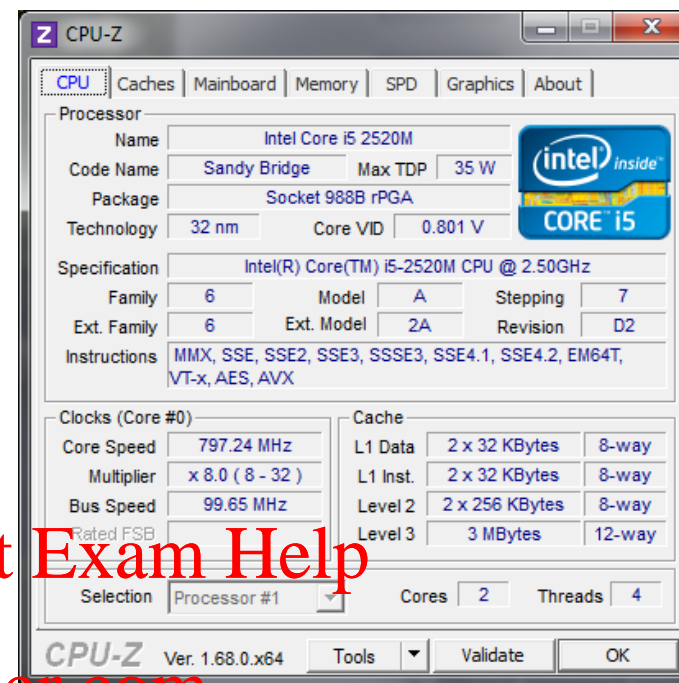 CPU-Z
CPU Caches Mainboard Memory SPD Graphics About
Processor
Name Intel Core i5 2520M
intel inside™
CORE™ i5
Code Name Sandy Bridge Max TDP 35 W
Package Socket 988B rPGA
Technology 32 nm Core VID 0.801 V
Specification Intel(R) Core(TM) i5-2520M CPU @ 2.50GHz
Family 6 Model A Stepping 7
Ext. Family 6 Ext. Model 2A Revision D2
Instructions MMX, SSE, SSE2, SSE3, SSSE3, SSE4.1, SSE4.2, EM64T,
VT-x, AES, AVX
Clocks (Core #0)
Core Speed 797.24 MHz
Multiplier x 8.0 ( 8 - 32 )
Bus Speed 99.65 MHz
Rated FSB
Cache
L1 Data 2 x 32 KBytes 8-way
L1 Inst. 2 x 32 KBytes 8-way
Level 2 2 x 256 KBytes 8-way
Level 3 3 MBytes 12-way
t Exam Help
Selection Processor #1 Cores 2 Threads 4
CPU-Z Ver. 1.68.0.x64 Tools Validate OK